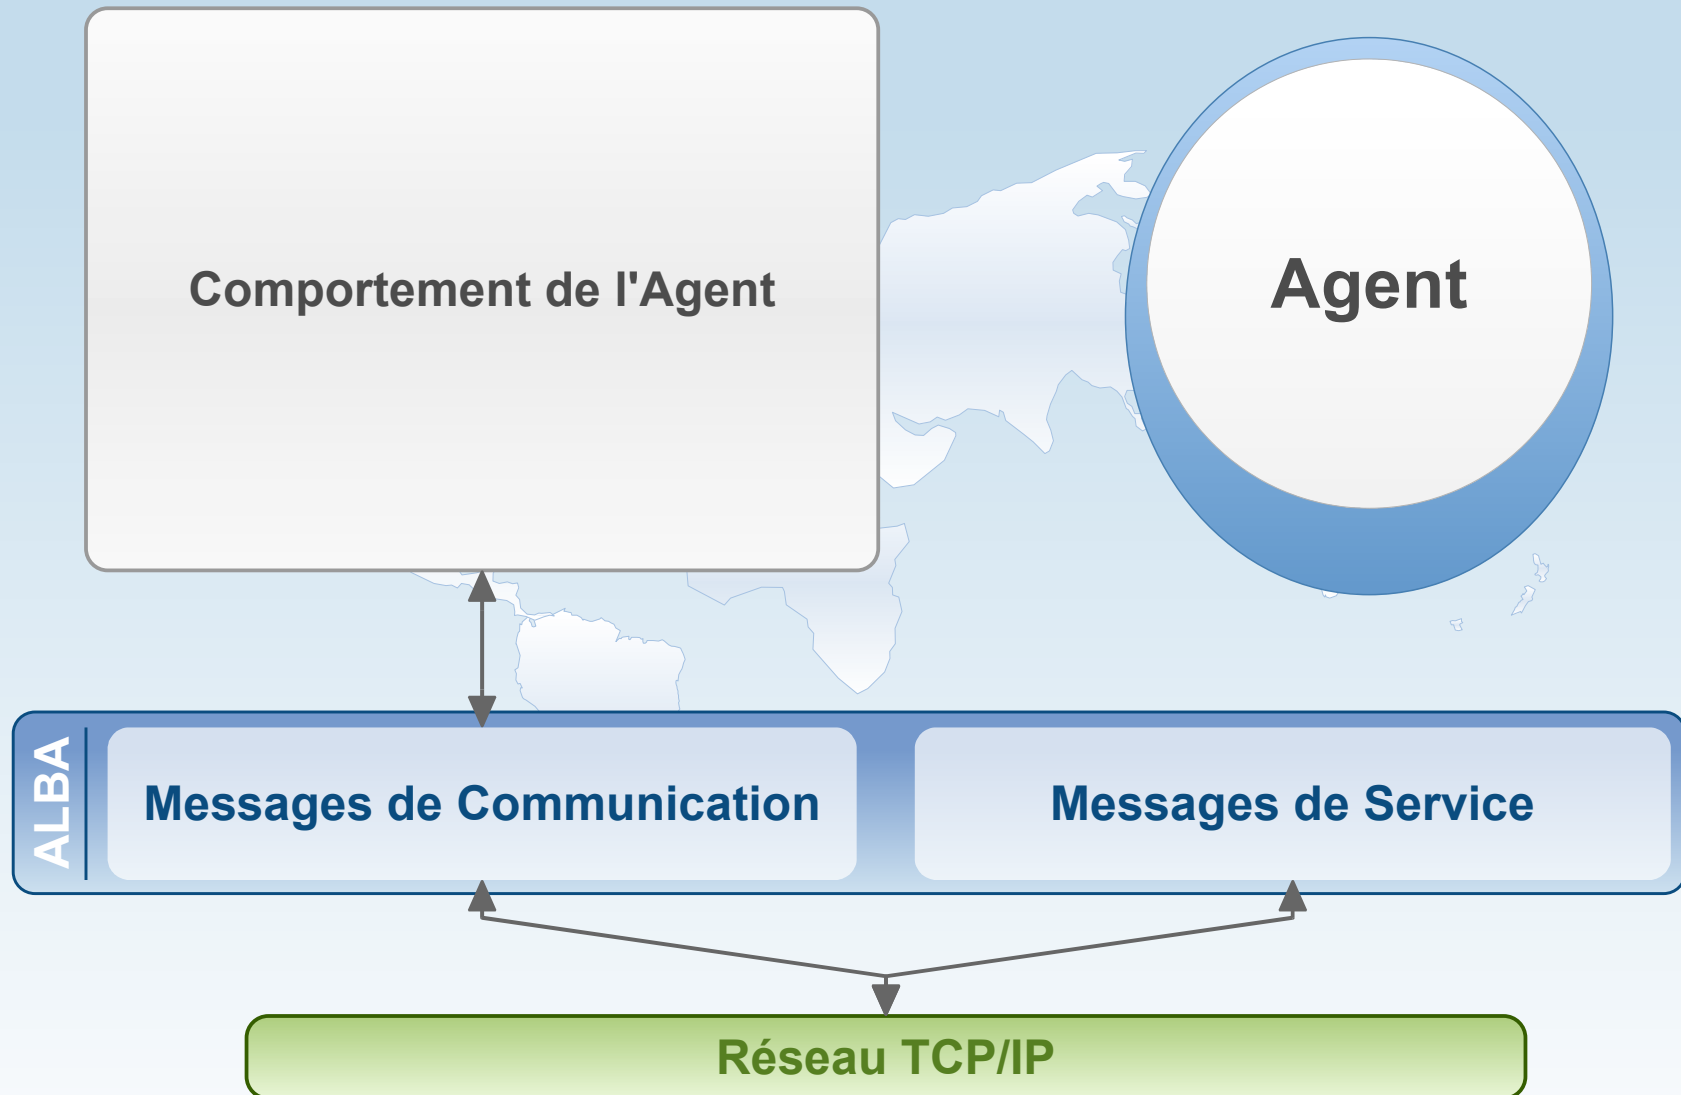 Comportement de l'Agent
Agent
ALBA
Messages de Communication
Messages de Service
Réseau TCP/IP